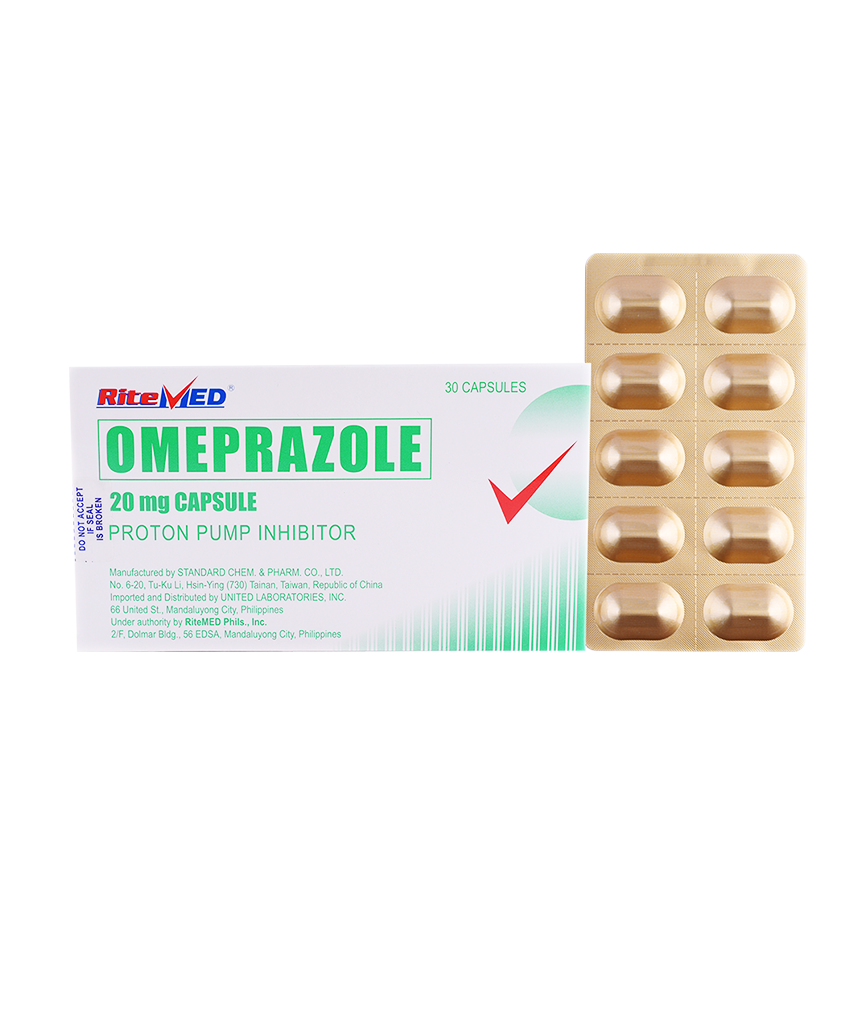 RiteMED®
30 CAPSULES
OMEPRAZOLE
20 mg CAPSULE
PROTON PUMP INHIBITOR
DO NOT ACCEPT
IF SEAL
IS BROKEN
Manufactured by STANDARD CHEM. & PHARM. CO., LTD.
No. 6-20, Tu-Ku Li, Hsin-Ying (730) Tainan, Taiwan, Republic of China
Imported and Distributed by UNITED LABORATORIES, INC.
66 United St., Mandaluyong City, Philippines
Under authority by RiteMED Phils., Inc.
2/F, Dolmar Bldg., 56 EDSA, Mandaluyong City, Philippines